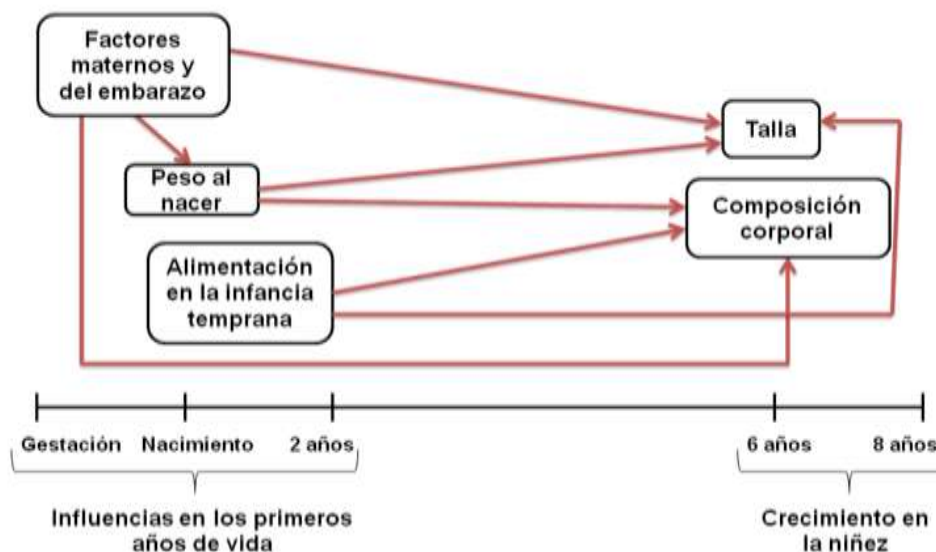 Factores
maternos y
del embarazo
Talla
Peso al
nacer
Composición
corporal
Alimentación
en la infancia
temprana
Gestación
Nacimiento
2 años
6 años
8 años
Influencias en los primeros
años de vida
Crecimiento en
la niñez